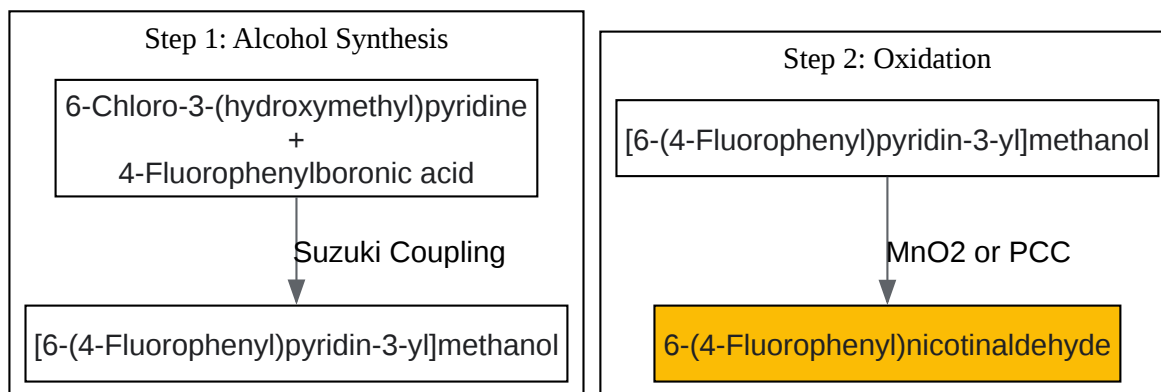 Step 1: Alcohol Synthesis
6-Chloro-3-(hydroxymethyl)pyridine
+
4-Fluorophenylboronic acid
Suzuki Coupling
[6-(4-Fluorophenyl)pyridin-3-yl]methanol
Step 2: Oxidation
[6-(4-Fluorophenyl)pyridin-3-yl]methanol
MnO2 or PCC
6-(4-Fluorophenyl)nicotinaldehyde